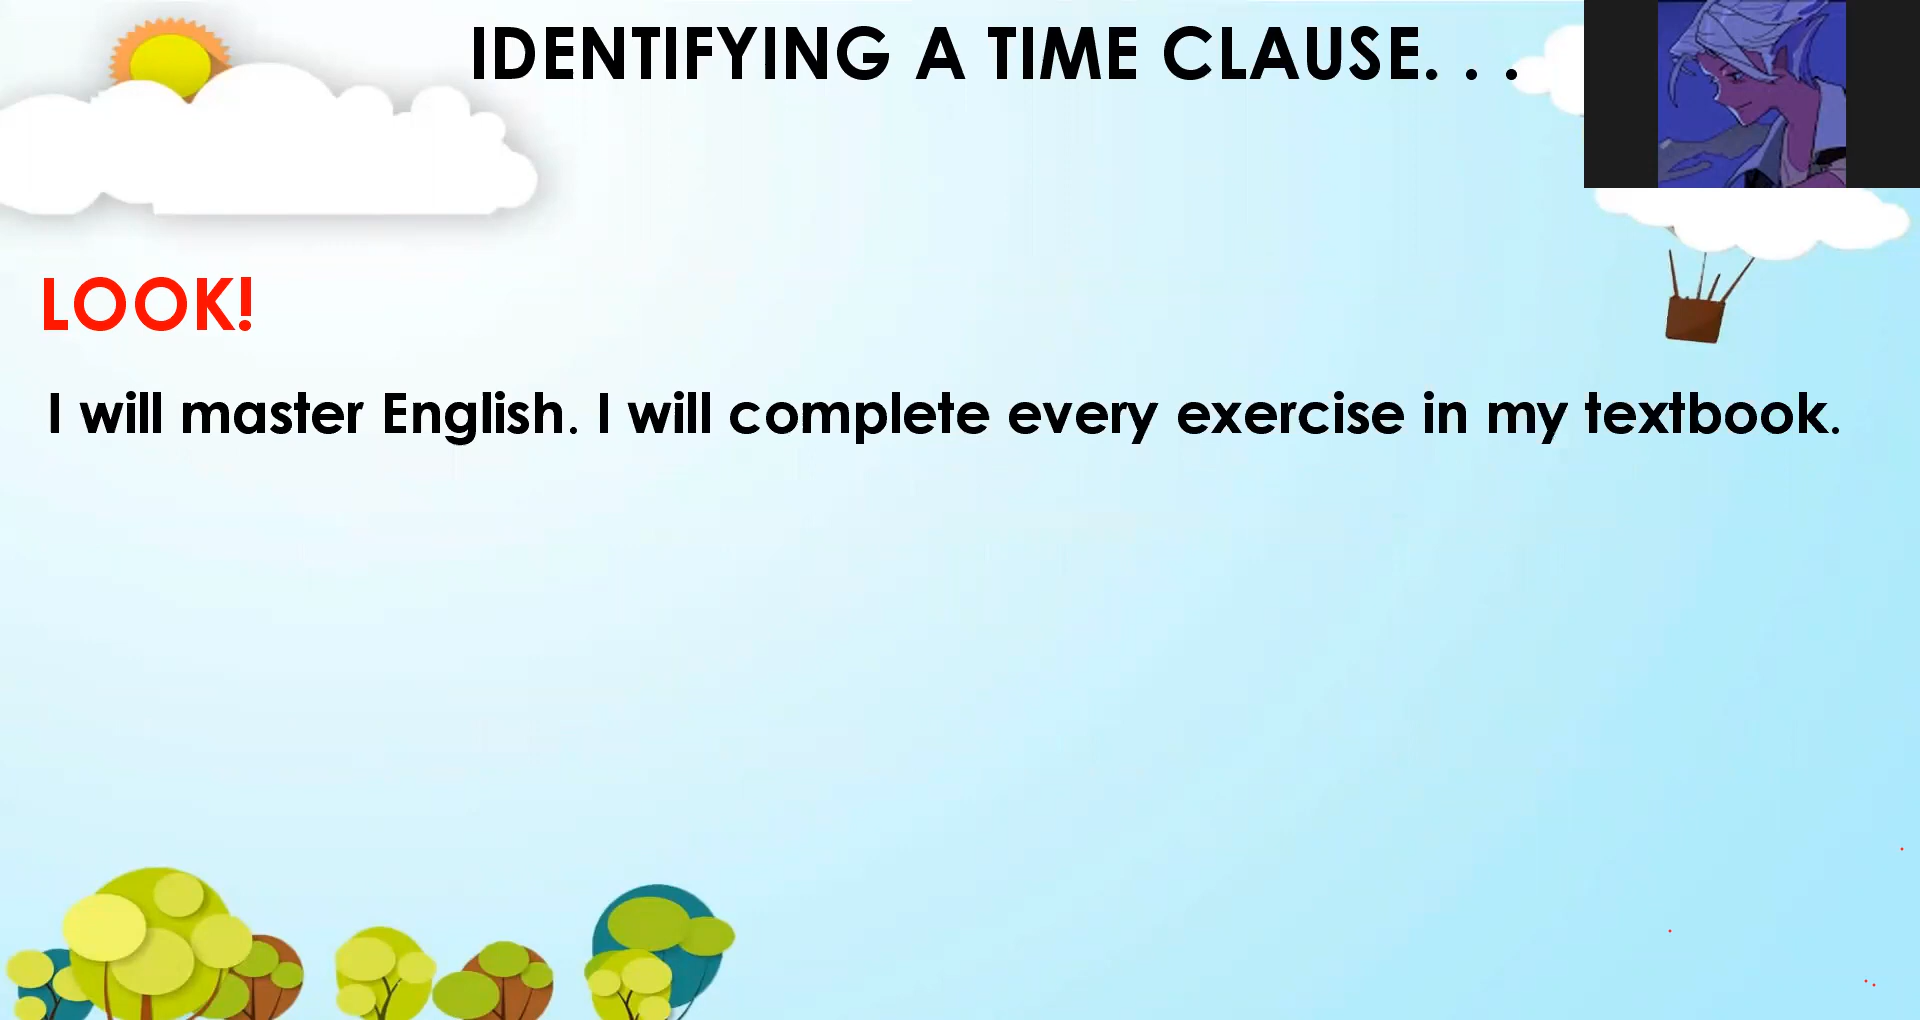 IDENTIFYING A TIME CLAUSE. . .
LOOK!
I will master English. I will complete every exercise in my textbook.